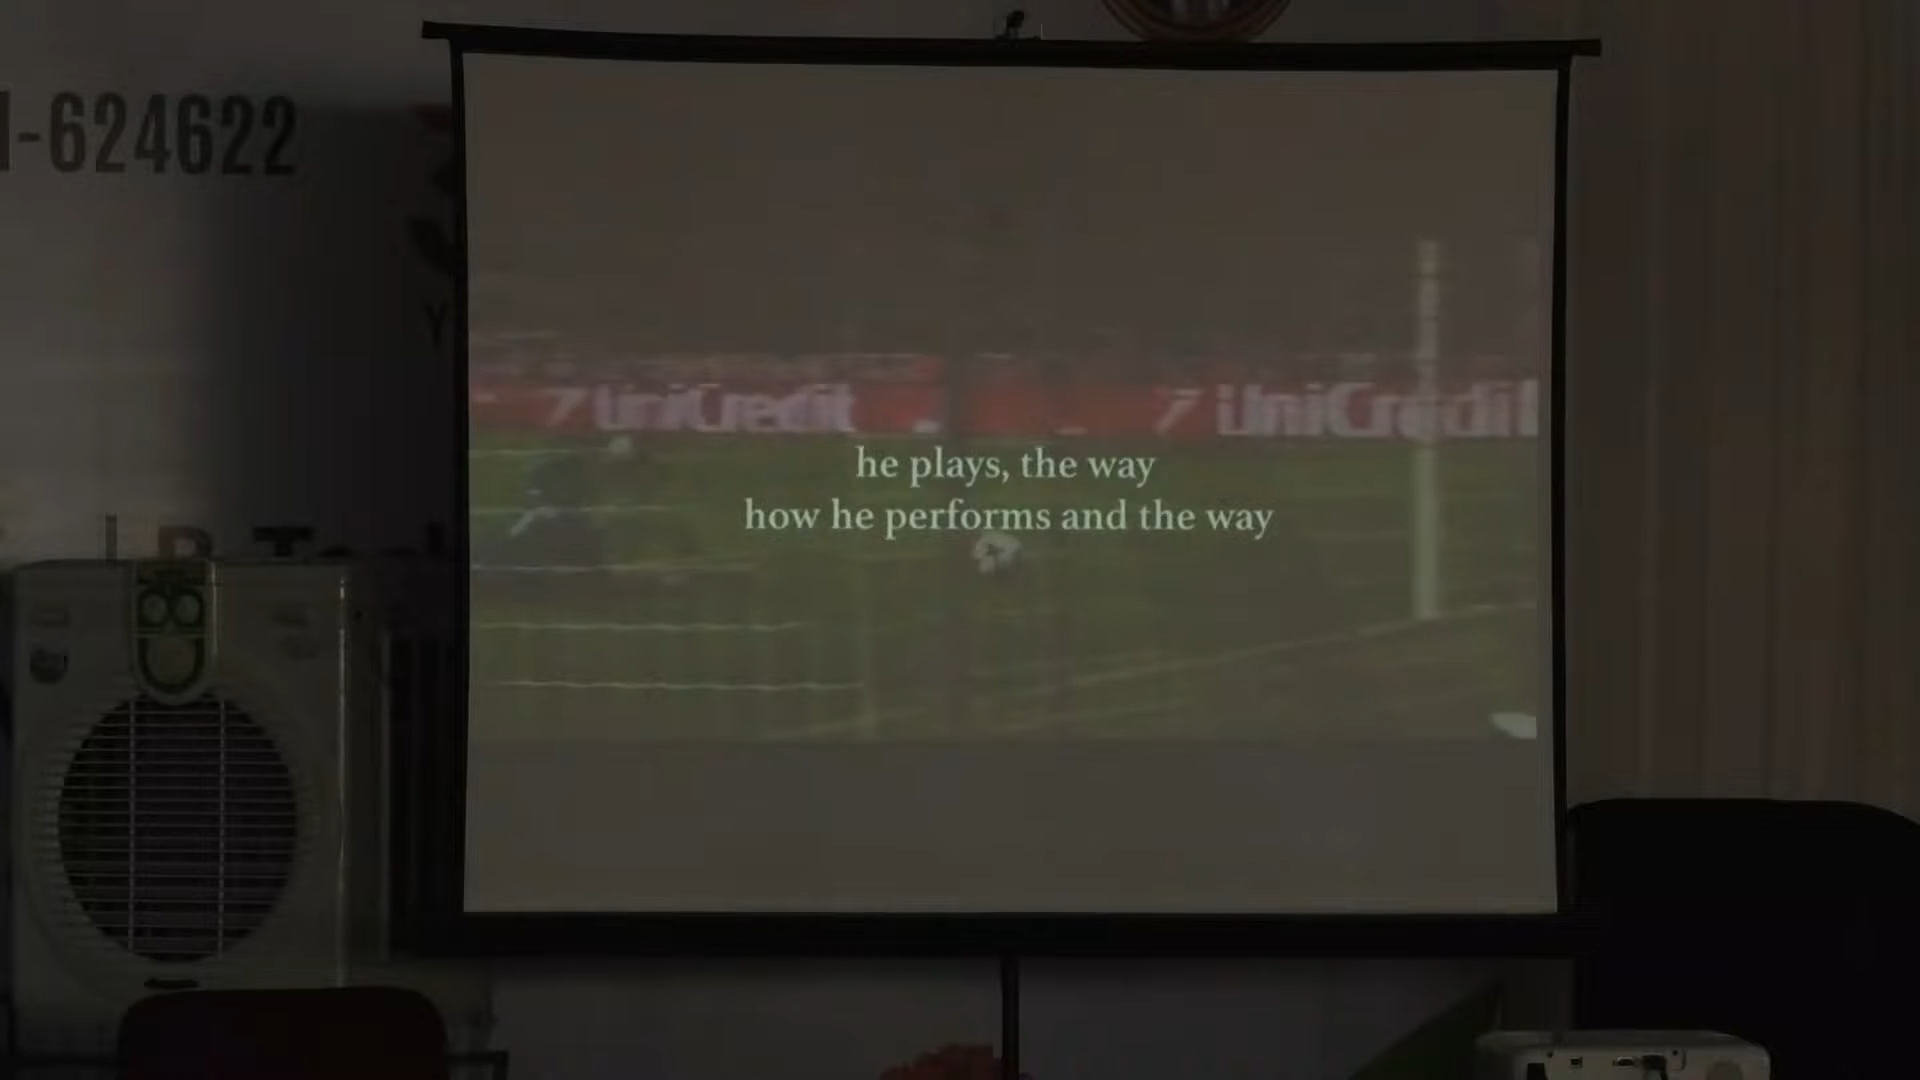 -624622
UniCredit
UniCredit
he plays, the way
how he performs and the way